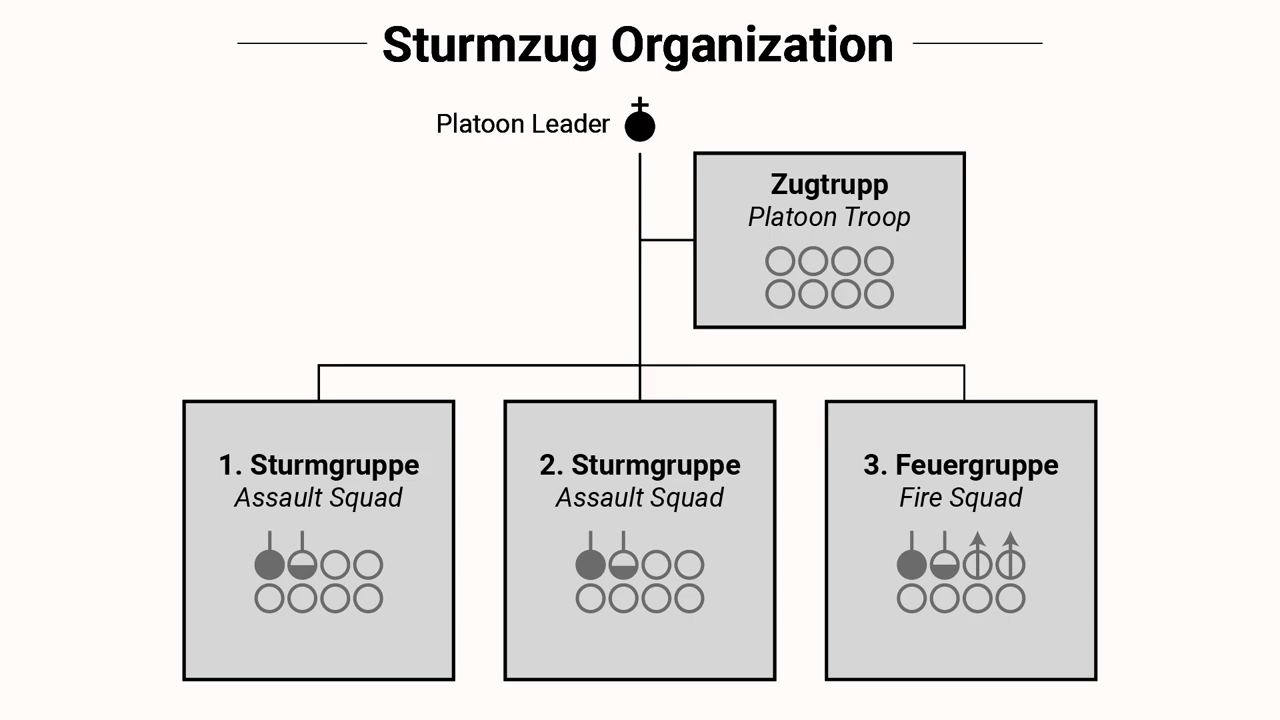 Sturmzug Organization
Platoon Leader
Zugtrupp
Platoon Troop
1. Sturmgruppe
Assault Squad
2. Sturmgruppe
Assault Squad
3. Feuergruppe
Fire Squad